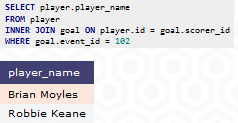 SELECT player.player_name
FROM player
INNER JOIN goal ON player.id = goal.scorer_id
WHERE goal.event_id = 102
player_name
Brian Moyles
Robbie Keane